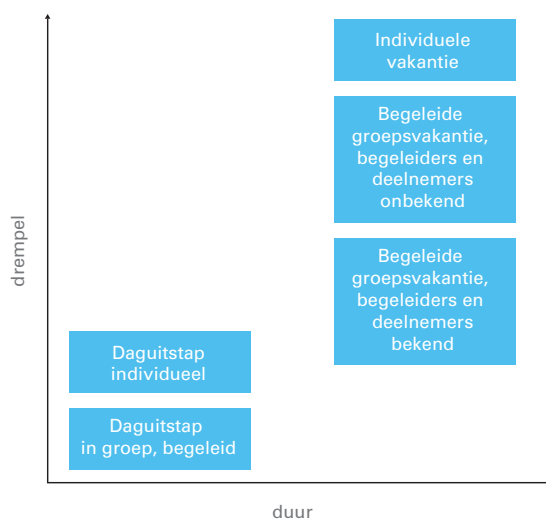 Individuele
vakantie
Begeleide
groepsvakantie,
begeleiders en
deelnemers
onbekend
Begeleide
groepsvakantie,
begeleiders en
deelnemers
bekend
drempel
Daguitstap
individueel
Daguitstap
in groep, begeleid
duur